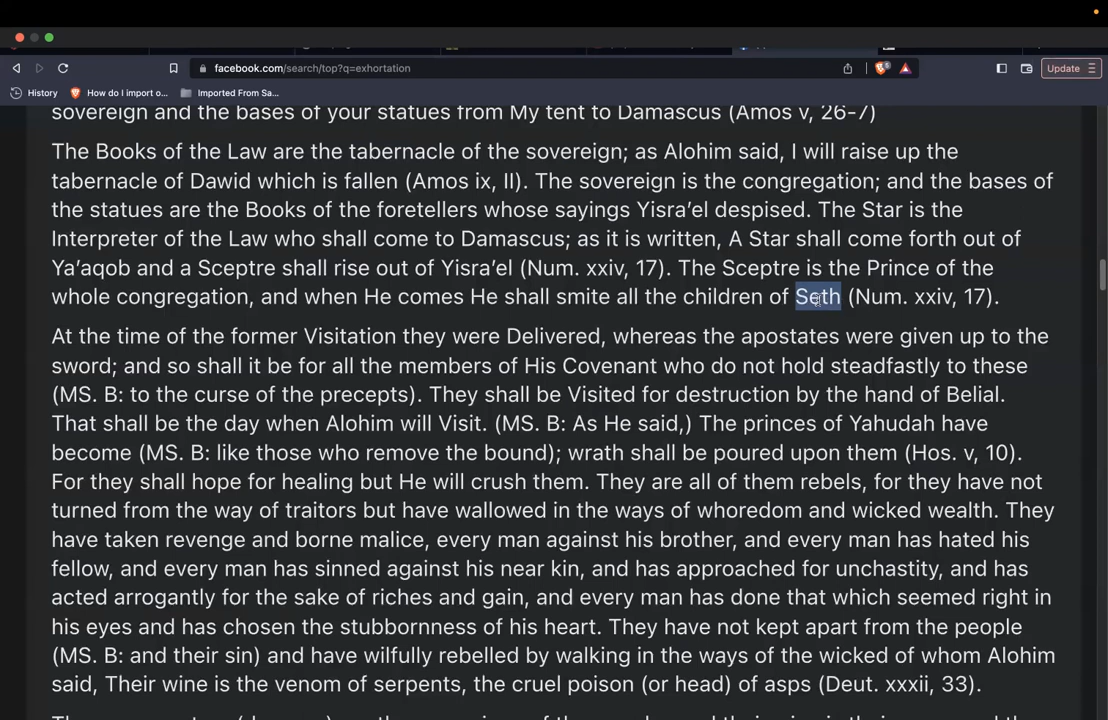 facebook.com/search/top?q=exhortation
Update
History
How do I import o...
Imported From Sa...
sovereign and the bases of your statues from My tent to Damascus (Amos v, 26-7)
The Books of the Law are the tabernacle of the sovereign; as Alohim said, I will raise up the
tabernacle of Dawid which is fallen (Amos ix, II). The sovereign is the congregation; and the bases of
the statues are the Books of the foretellers whose sayings Yisra’el despised. The Star is the
Interpreter of the Law who shall come to Damascus; as it is written, A Star shall come forth out of
Ya’aqob and a Sceptre shall rise out of Yisra’el (Num. xxiv, 17). The Sceptre is the Prince of the
whole congregation, and when He comes He shall smite all the children of Seth (Num. xxiv, 17).
At the time of the former Visitation they were Delivered, whereas the apostates were given up to the
sword; and so shall it be for all the members of His Covenant who do not hold steadfastly to these
(MS. B: to the curse of the precepts). They shall be Visited for destruction by the hand of Belial.
That shall be the day when Alohim will Visit. (MS. B: As He said,) The princes of Yahudah have
become (MS. B: like those who remove the bound); wrath shall be poured upon them (Hos. v, 10).
For they shall hope for healing but He will crush them. They are all of them rebels, for they have not
turned from the way of traitors but have wallowed in the ways of whoredom and wicked wealth. They
have taken revenge and borne malice, every man against his brother, and every man has hated his
fellow, and every man has sinned against his near kin, and has approached for unchastity, and has
acted arrogantly for the sake of riches and gain, and every man has done that which seemed right in
his eyes and has chosen the stubbornness of his heart. They have not kept apart from the people
(MS. B: and their sin) and have wilfully rebelled by walking in the ways of the wicked of whom Alohim
said, Their wine is the venom of serpents, the cruel poison (or head) of asps (Deut. xxxii, 33).